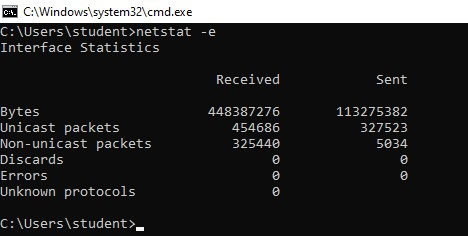 C:\Windows\system32\cmd.exe
C:\Users\student>netstat -e
Interface Statistics
Received Sent
Bytes 448387276 113275382
Unicast packets 454686 327523
Non-unicast packets 325440 5034
Discards 0 0
Errors 0 0
Unknown protocols 0
C:\Users\student>